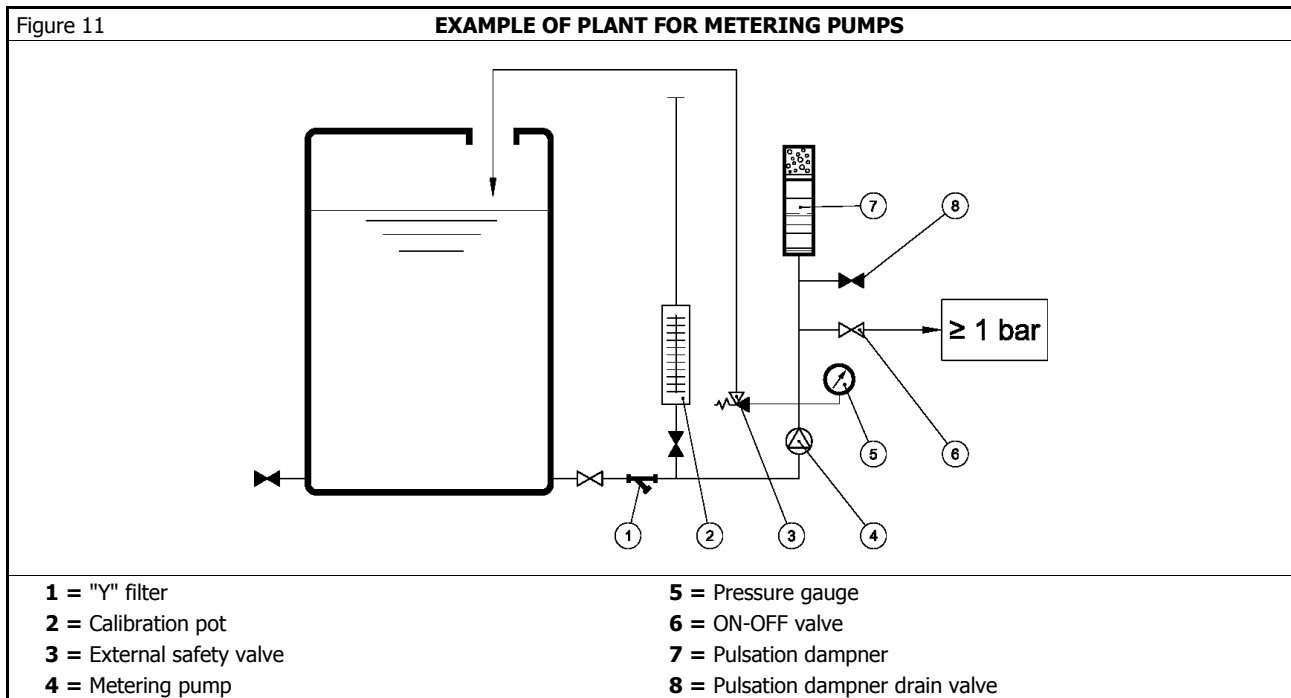 Figure 11 EXAMPLE OF PLANT FOR METERING PUMPS
7
8
≥ 1 bar
5
6
1
2
3
4
1 = "Y" filter
2 = Calibration pot
3 = External safety valve
4 = Metering pump
5 = Pressure gauge
6 = ON-OFF valve
7 = Pulsation dampner
8 = Pulsation dampner drain valve